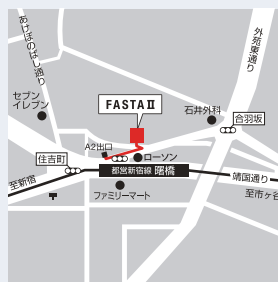 あけぼのばし通り
外苑東通り
セブン
イレブン
FASTAⅡ
石井外科
合羽坂
A2出口
住吉町
ローソン
至新宿
都営新宿線 曙橋
靖国通り
ファミリーマート
至市ヶ谷